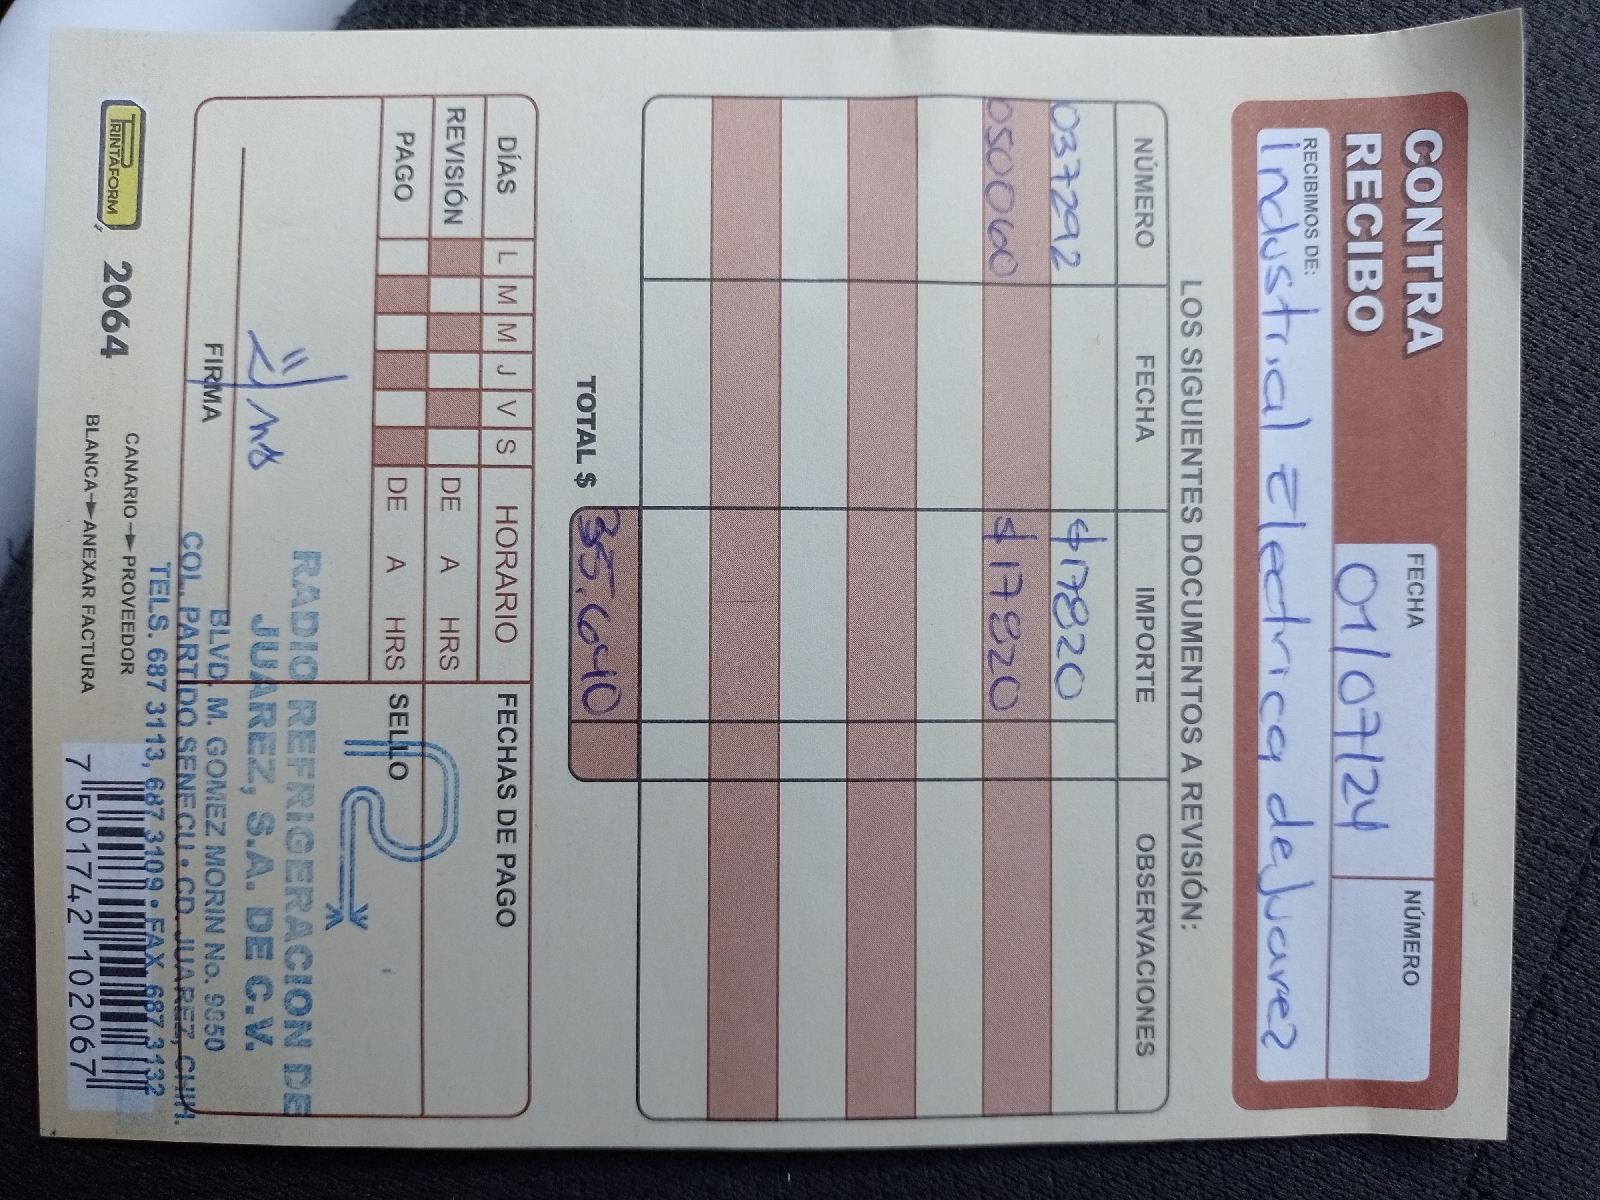 CONTRA
RECIBO
FECHA
01/07/24
NÚMERO
RECIBIMOS DE:
Industrial Electrica de Juarez
LOS SIGUIENTES DOCUMENTOS A REVISIÓN:
NÚMERO FECHA IMPORTE OBSERVACIONES
037292 $17820
050060 $17820
TOTAL $ 35.640
DÍAS L M M J V S HORARIO FECHAS DE PAGO
REVISIÓN DE A HRS
PAGO DE A HRS SELLO
RADIO REFRIGERACION DE
JUAREZ, S.A. DE C.V.
BLVD. M. GOMEZ MORIN No. 9050
COL. PARTIDO SENECU • CD. JUAREZ, CHIH.
TELS. 687 3113, 687 3109 • FAX. 687 3132
FIRMA
PRINTAFORM 2064
CANARIO→PROVEEDOR
BLANCA→ANEXAR FACTURA
7 501742 102067